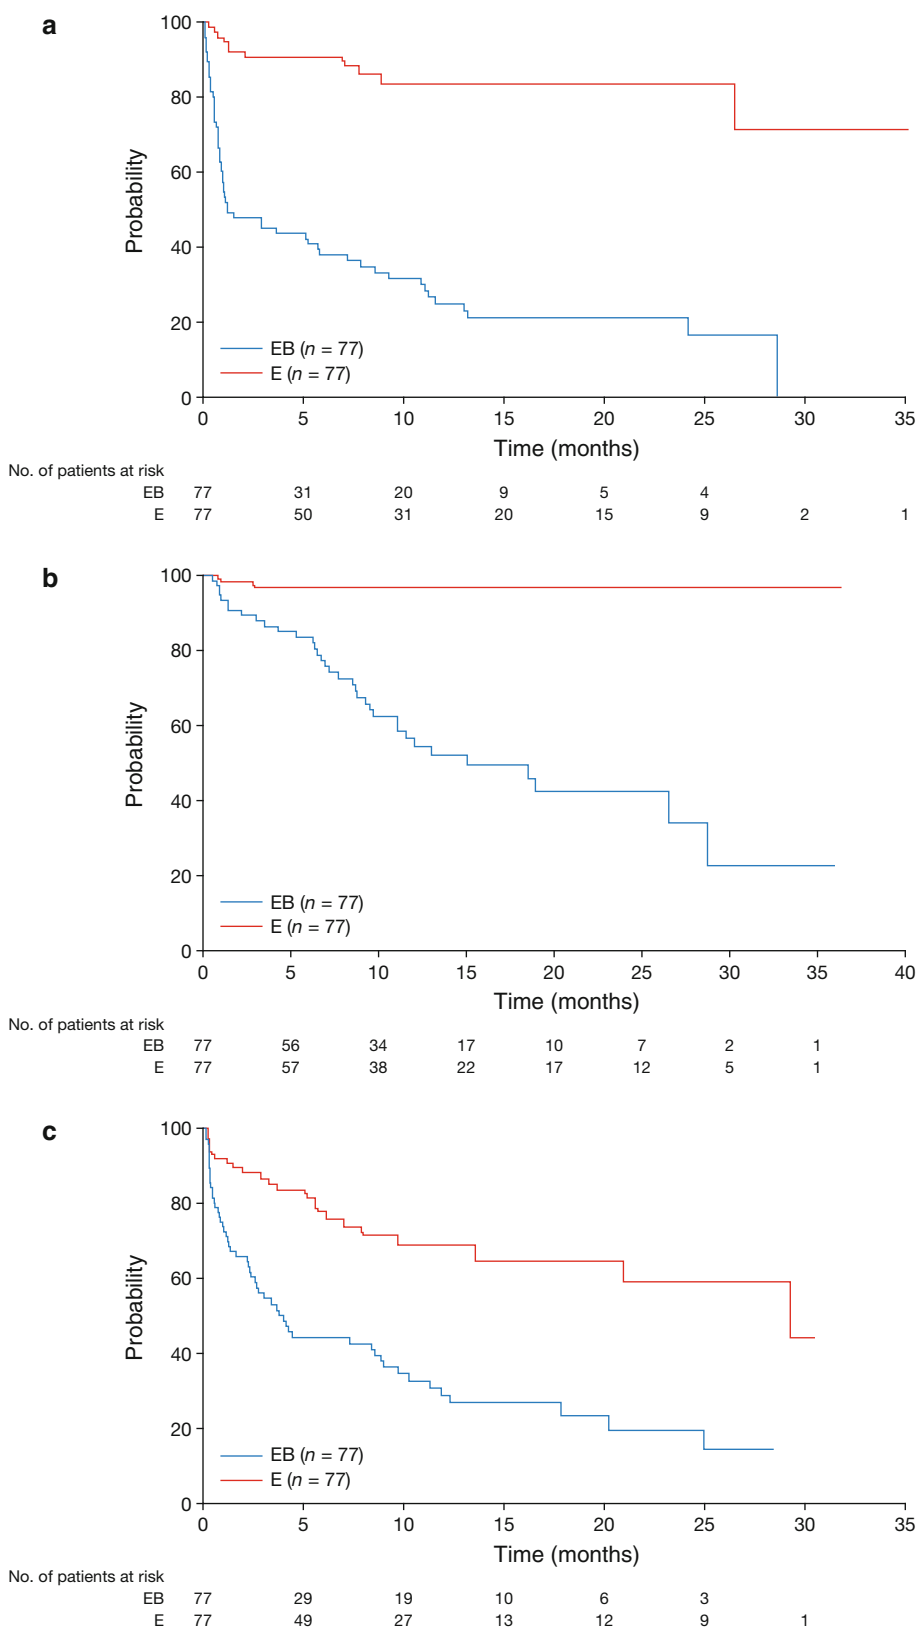 a
100
80
60
40
20
0
Probability
EB (n = 77)
E (n = 77)
0 5 10 15 20 25 30 35
Time (months)
No. of patients at risk
EB 77 31 20 9 5 4
E 77 50 31 20 15 9 2 1
b
100
80
60
40
20
0
Probability
EB (n = 77)
E (n = 77)
0 5 10 15 20 25 30 35 40
Time (months)
No. of patients at risk
EB 77 56 34 17 10 7 2 1
E 77 57 38 22 17 12 5 1
c
100
80
60
40
20
0
Probability
EB (n = 77)
E (n = 77)
0 5 10 15 20 25 30 35
Time (months)
No. of patients at risk
EB 77 29 19 10 6 3
E 77 49 27 13 12 9 1